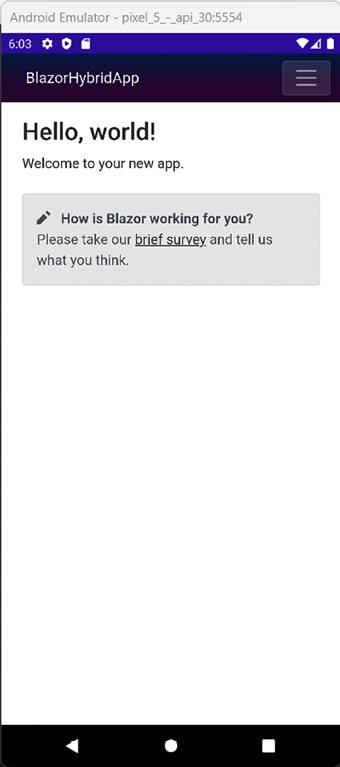 Android Emulator - pixel_5_-_api_30:5554
6:03
BlazorHybridApp
Hello, world!
Welcome to your new app.
How is Blazor working for you?
Please take our brief survey and tell us
what you think.